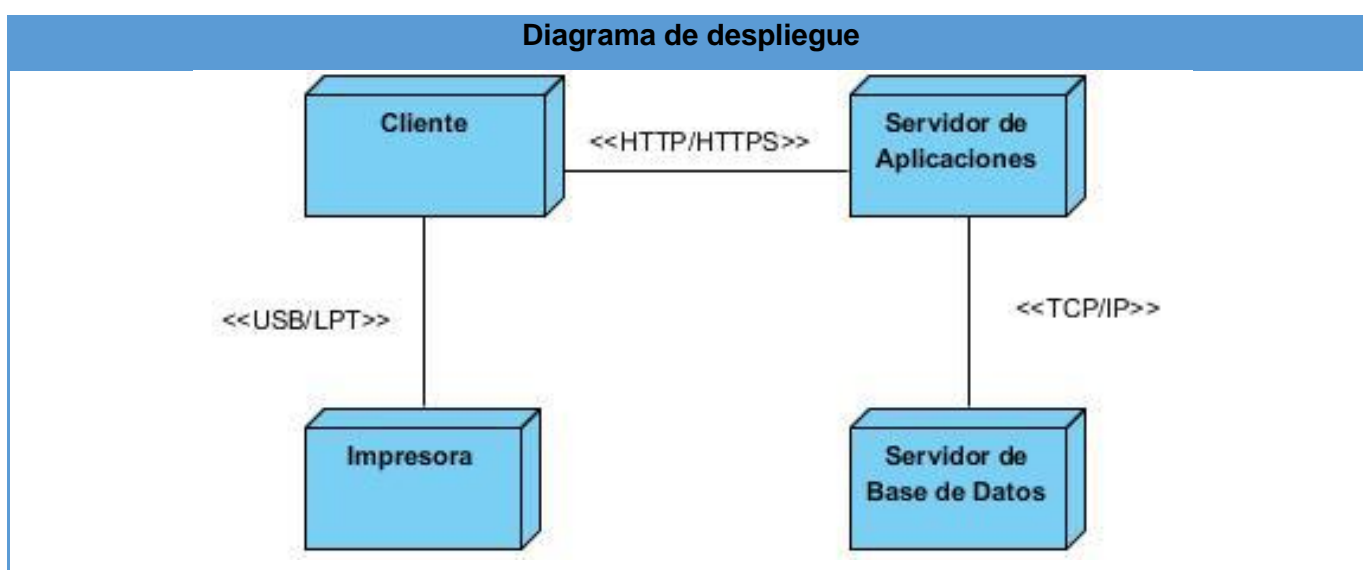 Diagrama de despliegue
Cliente
<<HTTP/HTTPS>>
Servidor de
Aplicaciones
<<USB/LPT>>
<<TCP/IP>>
Impresora
Servidor de
Base de Datos